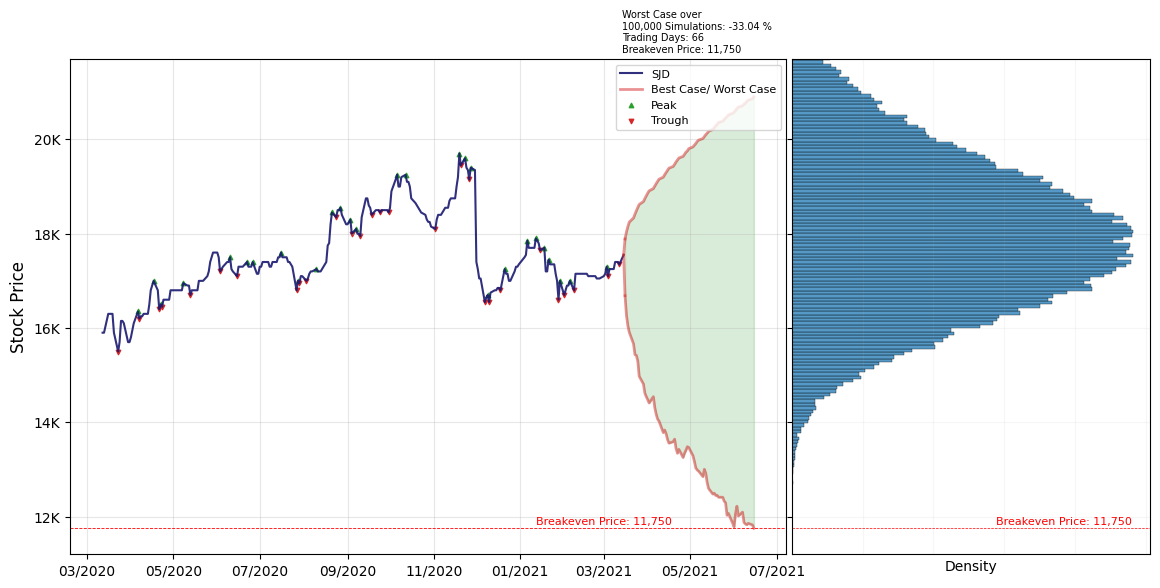 Worst Case over
100,000 Simulations: -33.04 %
Trading Days: 66
Breakeven Price: 11,750
SJD
Best Case/ Worst Case
Peak
Trough
Stock Price
20K
18K
16K
14K
12K
Breakeven Price: 11,750
Breakeven Price: 11,750
03/2020 05/2020 07/2020 09/2020 11/2020 01/2021 03/2021 05/2021 07/2021
Density